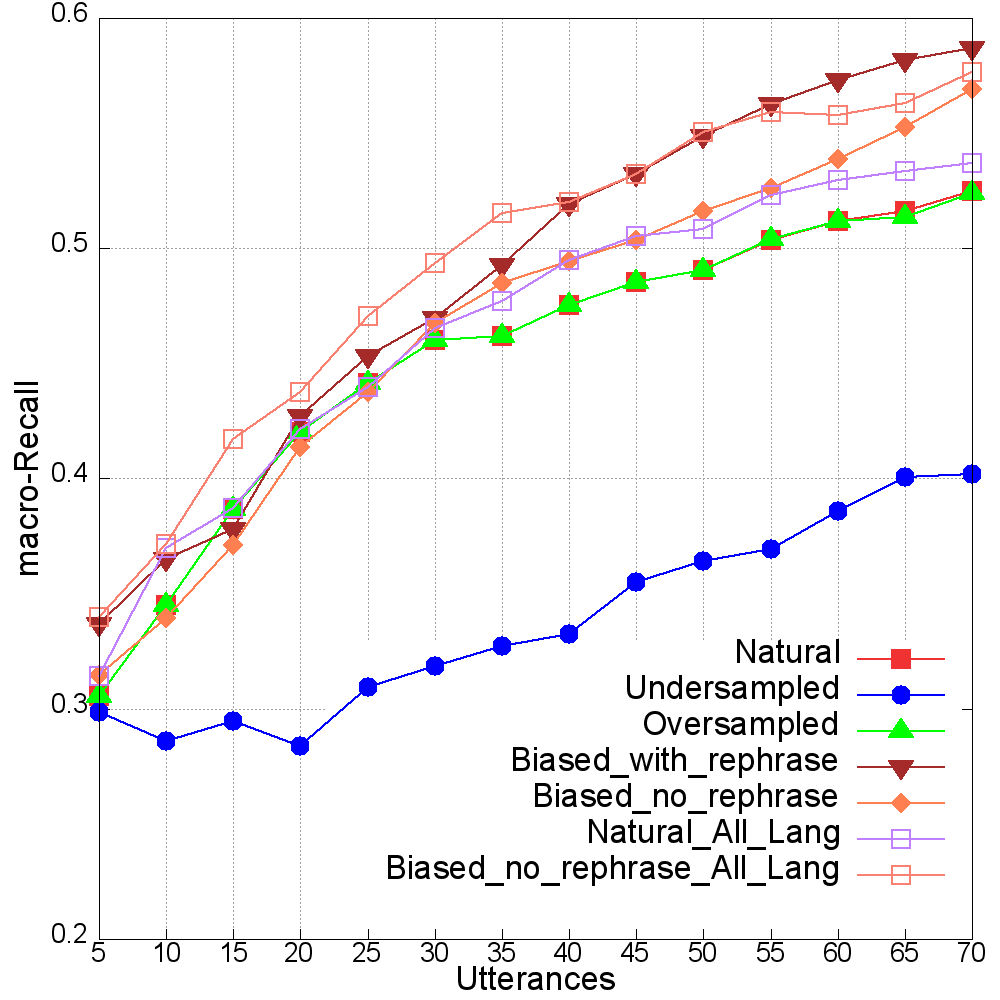 0.6
0.5
0.4
0.3
0.2
macro-Recall
Natural
Undersampled
Oversampled
Biased_with_rephrase
Biased_no_rephrase
Natural_All_Lang
Biased_no_rephrase_All_Lang
5 10 15 20 25 30 35 40 45 50 55 60 65 70
Utterances